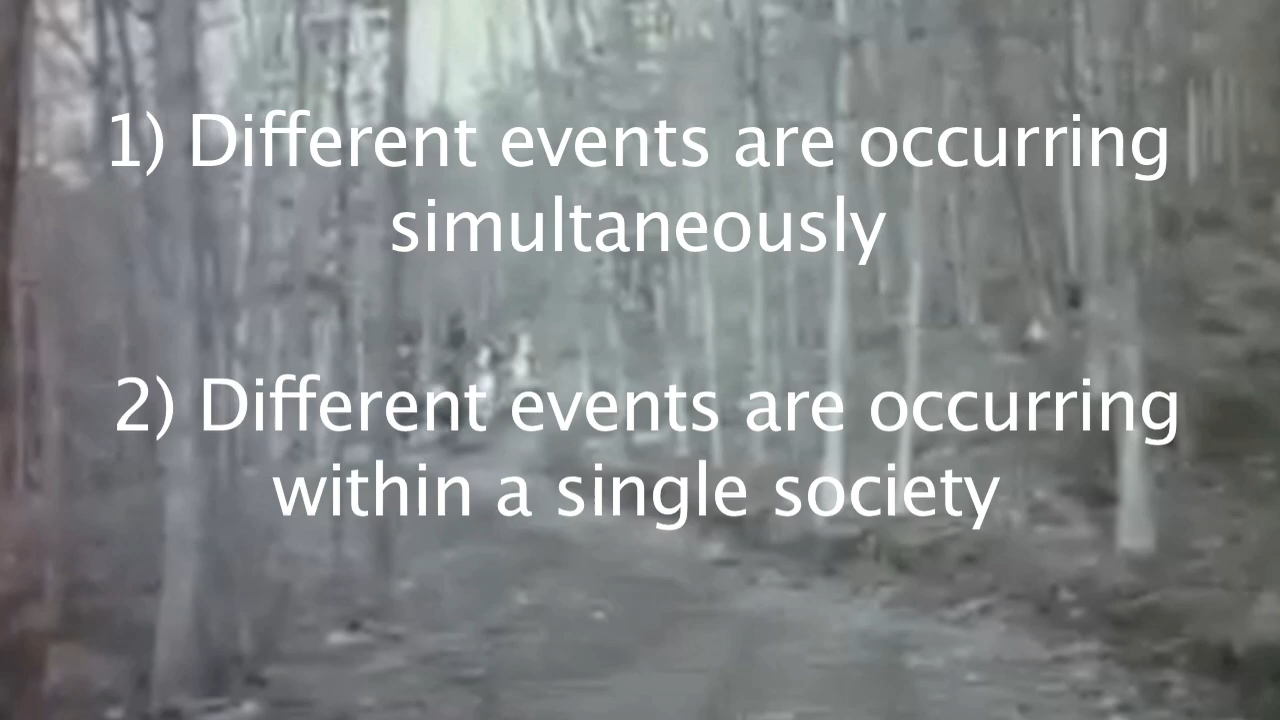 1) Different events are occurring
simultaneously
2) Different events are occurring
within a single society